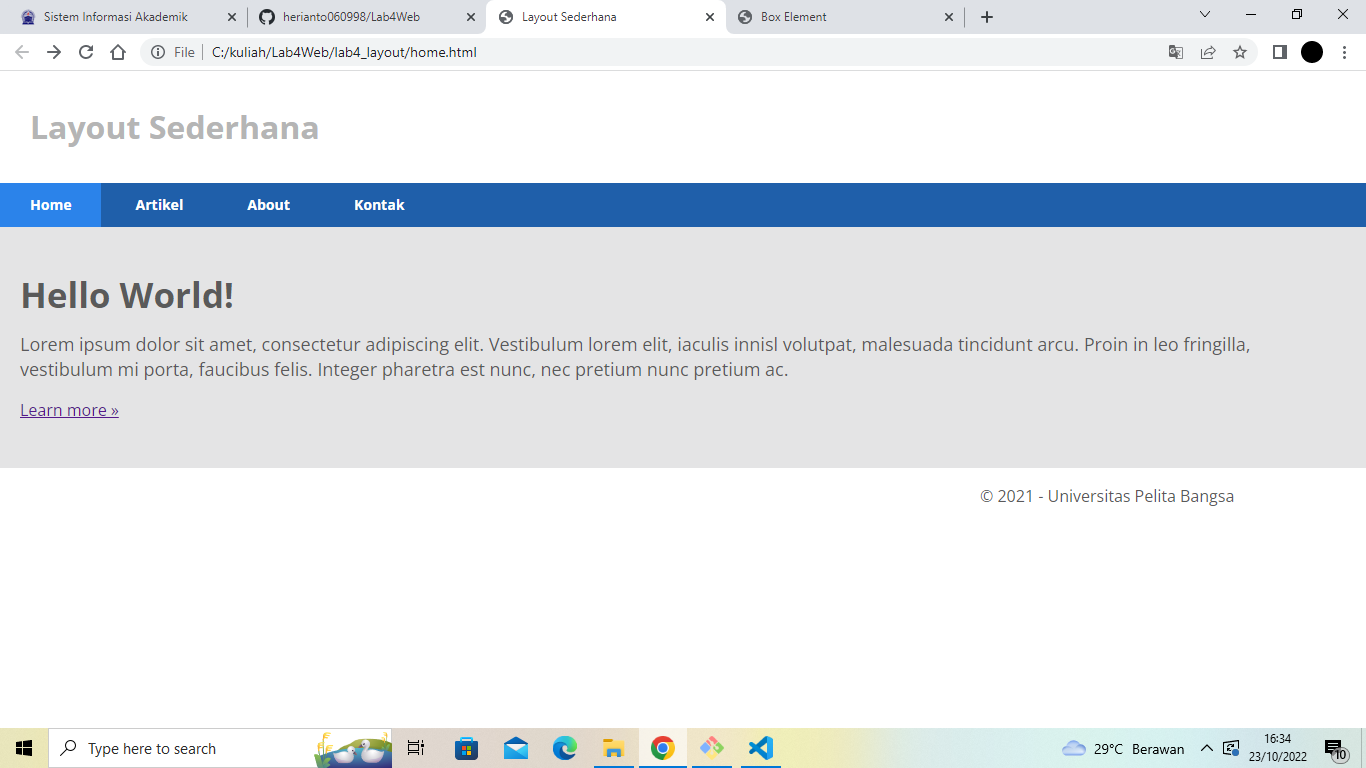 Sistem Informasi Akademik
herianto060998/Lab4Web
Layout Sederhana
Box Element
File
C:/kuliah/Lab4Web/lab4_layout/home.html
Layout Sederhana
Home Artikel About Kontak
Hello World!
Lorem ipsum dolor sit amet, consectetur adipiscing elit. Vestibulum lorem elit, iaculis innisl volutpat, malesuada tincidunt arcu. Proin in leo fringilla,
vestibulum mi porta, faucibus felis. Integer pharetra est nunc, nec pretium nunc pretium ac.
Learn more »
© 2021 - Universitas Pelita Bangsa
Type here to search
29°C Berawan
16:34
23/10/2022
10